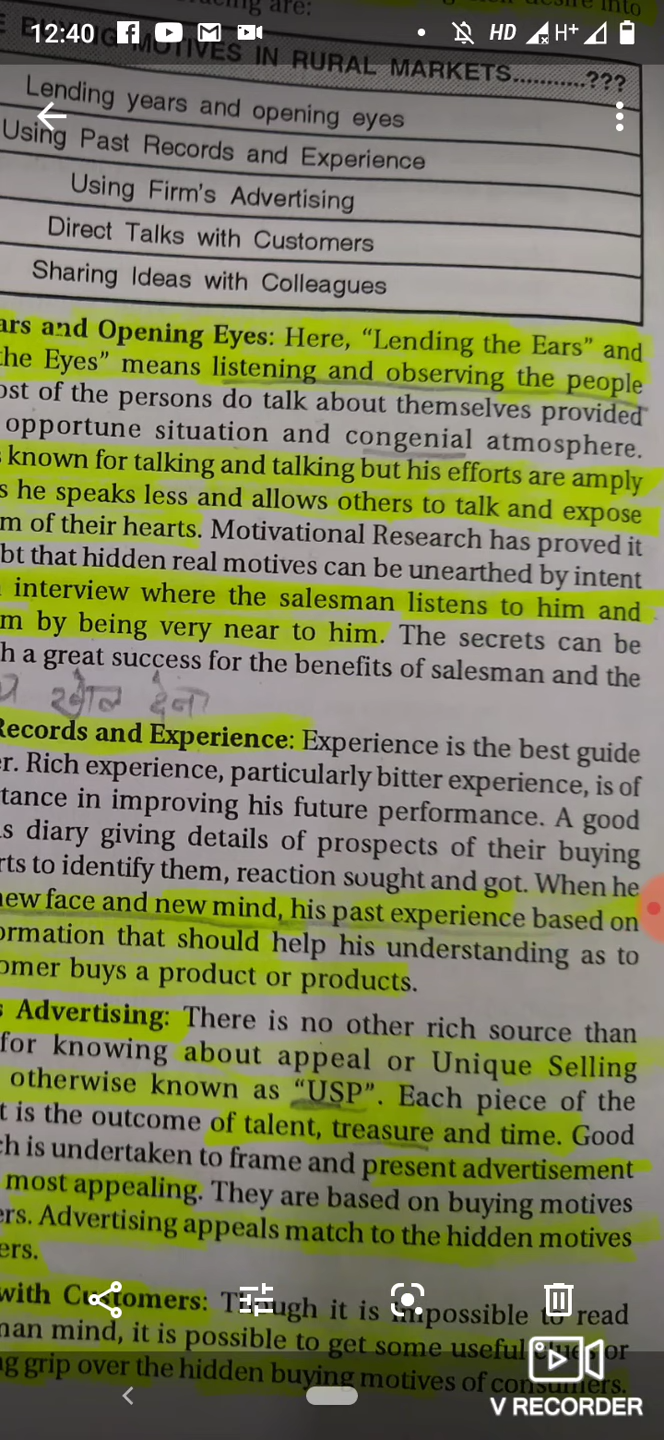 12:40 HD H+
BUYING MOTIVES IN RURAL MARKETS...........???
Lending years and opening eyes
Using Past Records and Experience
Using Firm's Advertising
Direct Talks with Customers
Sharing Ideas with Colleagues
ars and Opening Eyes: Here, “Lending the Ears” and
the Eyes” means listening and observing the people
ost of the persons do talk about themselves provided
opportune situation and congenial atmosphere.
known for talking and talking but his efforts are amply
s he speaks less and allows others to talk and expose
m of their hearts. Motivational Research has proved it
bt that hidden real motives can be unearthed by intent
interview where the salesman listens to him and
m by being very near to him. The secrets can be
h a great success for the benefits of salesman and the
खोल देना
Records and Experience: Experience is the best guide
er. Rich experience, particularly bitter experience, is of
tance in improving his future performance. A good
s diary giving details of prospects of their buying
rts to identify them, reaction sought and got. When he
new face and new mind, his past experience based on
ormation that should help his understanding as to
omer buys a product or products.
s Advertising: There is no other rich source than
for knowing about appeal or Unique Selling
otherwise known as “USP”. Each piece of the
t is the outcome of talent, treasure and time. Good
ch is undertaken to frame and present advertisement
most appealing. They are based on buying motives
ers. Advertising appeals match to the hidden motives
ers.
with Customers: Though it is impossible to read
man mind, it is possible to get some useful clues or
g grip over the hidden buying motives of consumers.
V RECORDER